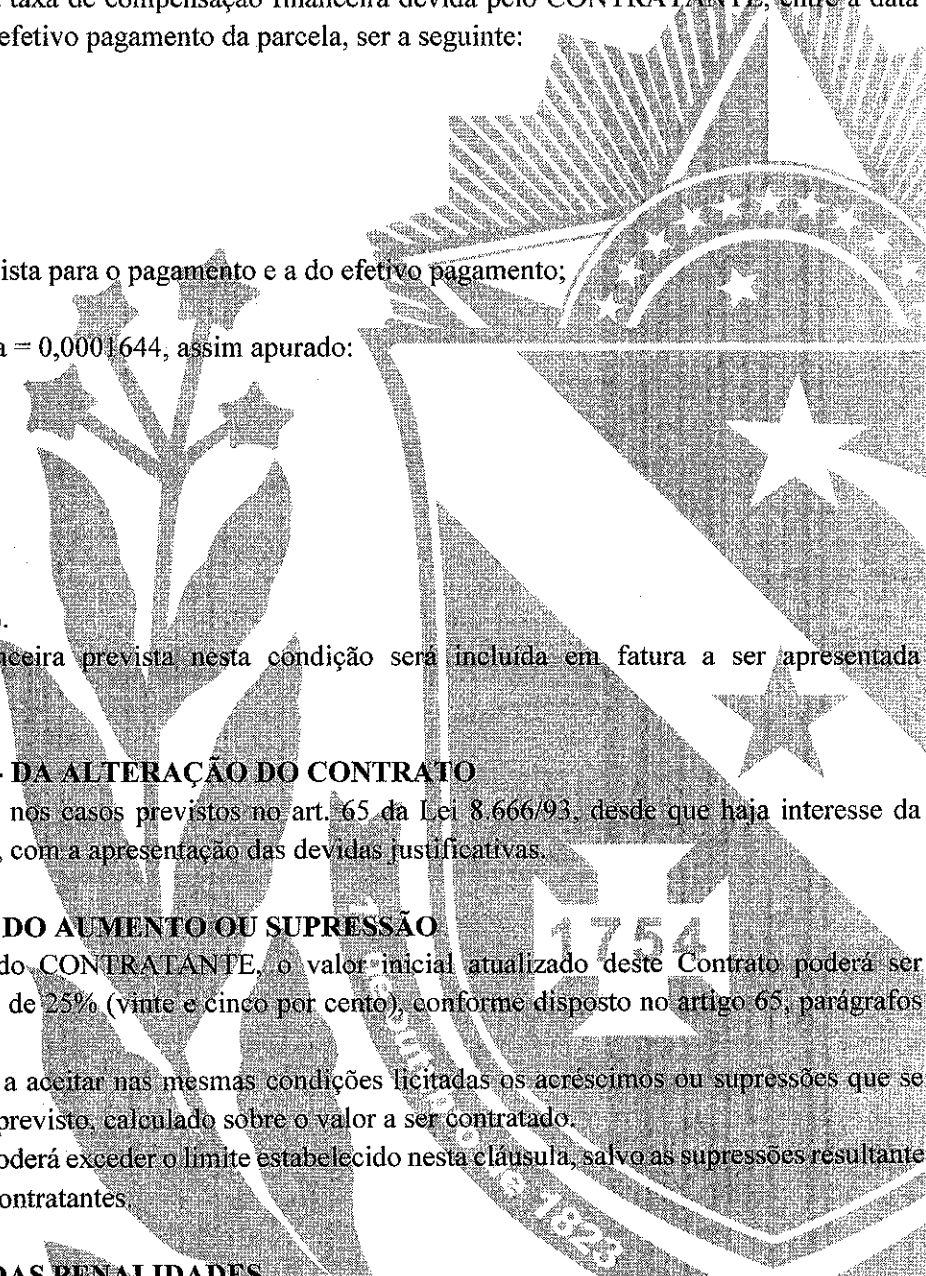 taxa de compensação financeira devida pelo CONTRATANTE, entre a data
efetivo pagamento da parcela, ser a seguinte:
ista para o pagamento e a do efetivo pagamento;
a = 0,0001644, assim apurado:
nceira prevista nesta condição será incluída em fatura a ser apresentada
- DA ALTERAÇÃO DO CONTRATO
nos casos previstos no art. 65 da Lei 8.666/93, desde que haja interesse da
, com a apresentação das devidas justificativas.
DO AUMENTO OU SUPRESSÃO
do CONTRATANTE, o valor inicial atualizado deste Contrato poderá ser
de 25% (vinte e cinco por cento), conforme disposto no artigo 65, parágrafos
a aceitar nas mesmas condições licitadas os acréscimos ou supressões que se
previsto, calculado sobre o valor a ser contratado.
oderá exceder o limite estabelecido nesta cláusula, salvo as supressões resultante
ontratantes.
DAS PENALIDADES
1754
1823